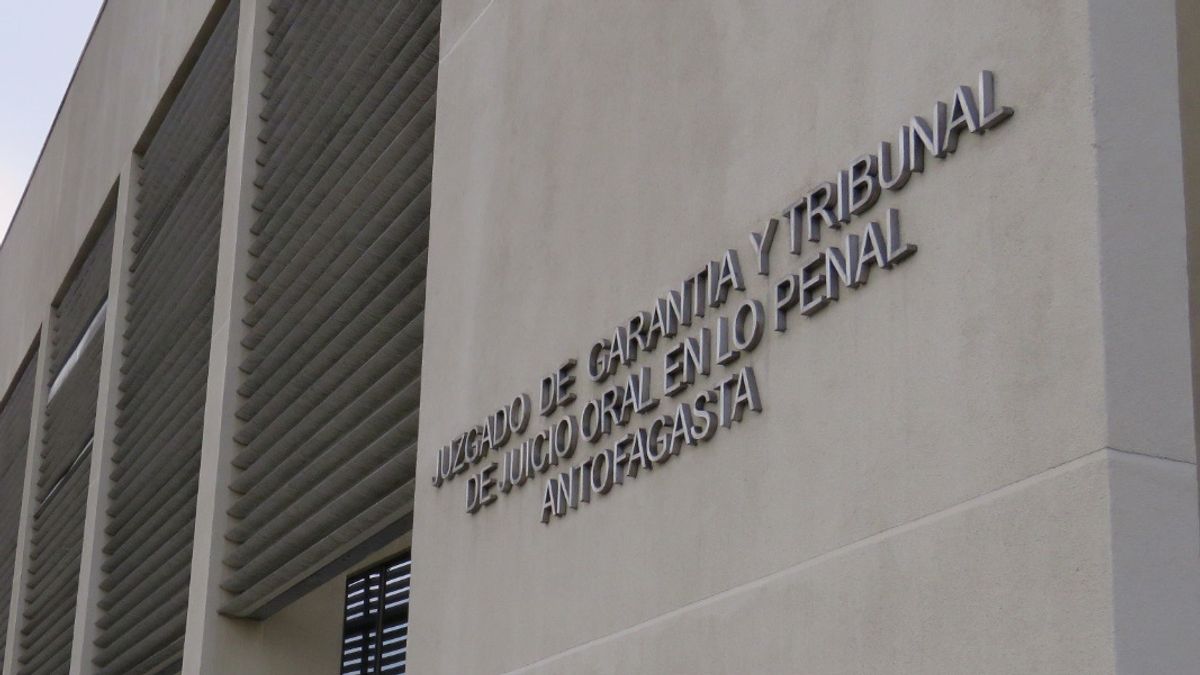 JUZGADO DE GARANTIA Y TRIBUNAL
DE JUICIO ORAL EN LO PENAL
ANTOFAGASTA